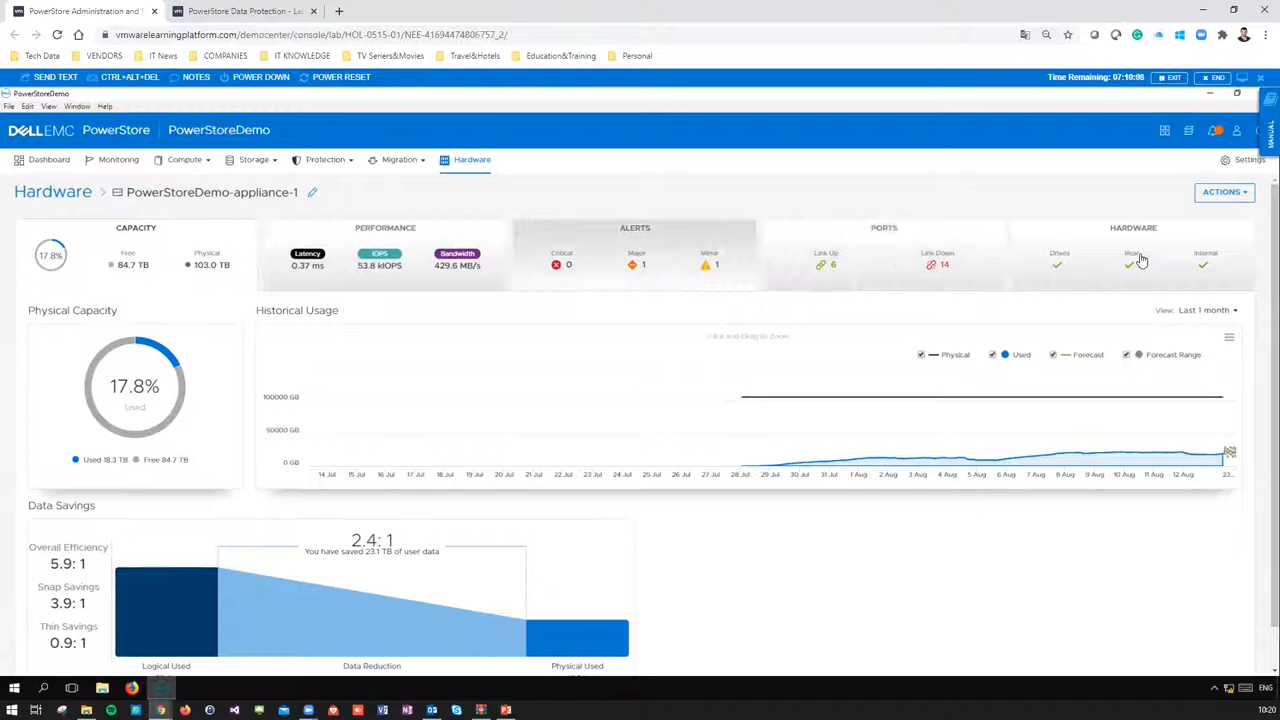 PowerStore Administration and M
PowerStore Data Protection - Le
vmwarelearningplatform.com/democenter/console/lab/HOL-0515-01/NEE-41694474806757_2/
Tech Data
VENDORS
IT News
COMPANIES
IT KNOWLEDGE
TV Series&Movies
Travel&Hotels
Education&Training
Personal
SEND TEXT
CTRL+ALT+DEL
NOTES
POWER DOWN
POWER RESET
Time Remaining: 07:10:08
EXIT
END
PowerStoreDemo
MANUAL
File Edit View Window Help
DELLEMC PowerStore | PowerStoreDemo
Dashboard
Monitoring
Compute
Storage
Protection
Migration
Hardware
Settings
Hardware > PowerStoreDemo-appliance-1
ACTIONS
CAPACITY
PERFORMANCE
ALERTS
PORTS
HARDWARE
17.8%
Free
84.7 TB
Physical
103.0 TB
Latency
0.37 ms
IOPS
53.8 kIOPS
Bandwidth
429.6 MB/s
Critical
0
Major
1
Minor
1
Link Up
6
Link Down
14
Drives
Internal
Physical Capacity
17.8%
Used
Used 18.3 TB
Free 84.7 TB
Historical Usage
View: Last 1 month
Physical
Used
Forecast
Forecast Range
100000 GB
50000 GB
0 GB
14 Jul 15 Jul 16 Jul 17 Jul 18 Jul 19 Jul 20 Jul 21 Jul 22 Jul 23 Jul 24 Jul 25 Jul 26 Jul 27 Jul 28 Jul 29 Jul 30 Jul 31 Jul 1 Aug 2 Aug 3 Aug 4 Aug 5 Aug 6 Aug 7 Aug 8 Aug 9 Aug 10 Aug 11 Aug 12 Aug 23...
Data Savings
Overall Efficiency
5.9: 1
Snap Savings
3.9: 1
Thin Savings
0.9: 1
2.4: 1
You have saved 23.1 TB of user data
Logical Used
Data Reduction
Physical Used
ENG
ENG
10:20